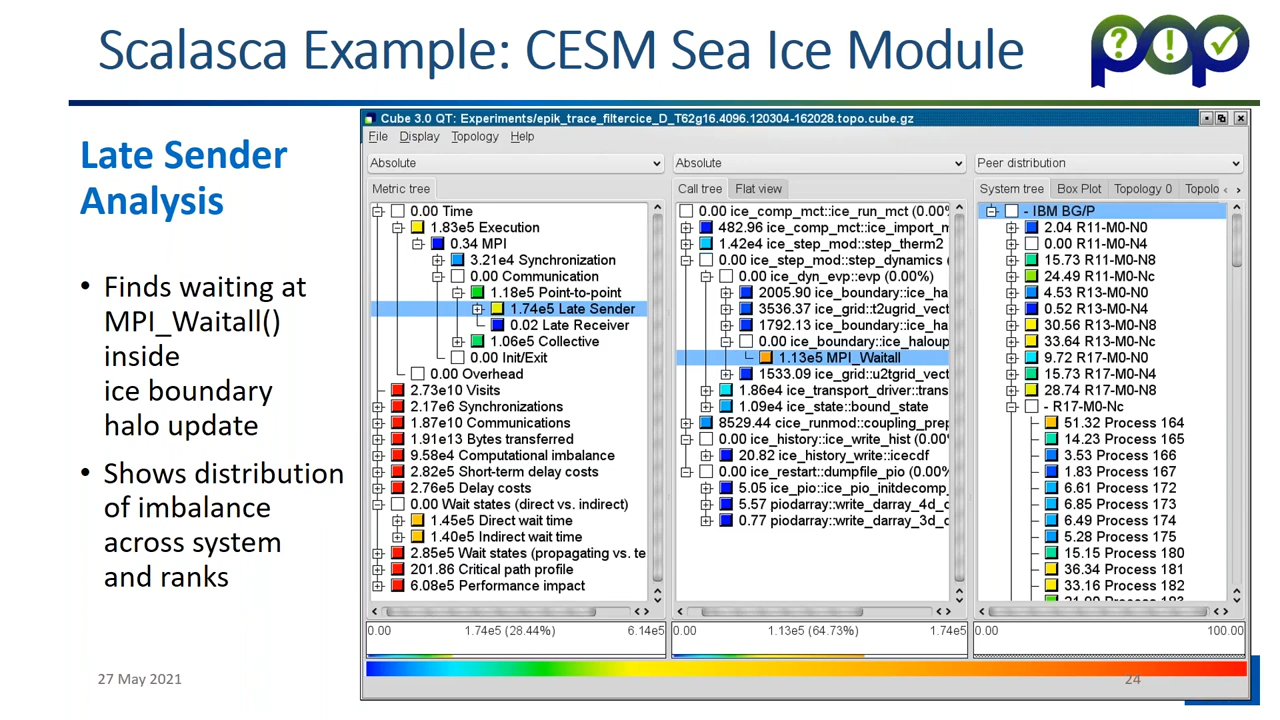 Scalasca Example: CESM Sea Ice Module
pop
Late Sender
Analysis
• Finds waiting at
MPI_Waitall()
inside
ice boundary
halo update
• Shows distribution
of imbalance
across system
and ranks
Cube 3.0 QT: Experiments/epik_trace_filtercice_D_T62g16.4096.120304-162028.topo.cube.gz
File Display Topology Help
Absolute
Metric tree
0.00 Time
1.83e5 Execution
0.34 MPI
3.21e4 Synchronization
0.00 Communication
1.18e5 Point-to-point
1.74e5 Late Sender
0.02 Late Receiver
1.06e5 Collective
0.00 Init/Exit
0.00 Overhead
2.73e10 Visits
2.17e6 Synchronizations
1.87e10 Communications
1.91e13 Bytes transferred
9.58e4 Computational imbalance
2.82e5 Short-term delay costs
2.76e5 Delay costs
0.00 Wait states (direct vs. indirect)
1.45e5 Direct wait time
1.40e5 Indirect wait time
2.85e5 Wait states (propagating vs. te
201.86 Critical path profile
6.08e5 Performance impact
0.00 1.74e5 (28.44%) 6.14e5
Absolute
Call tree Flat view
0.00 ice_comp_mct::ice_run_mct (0.00%
482.96 ice_comp_mct::ice_import_m
1.42e4 ice_step_mod::step_therm2
0.00 ice_step_mod::step_dynamics (
0.00 ice_dyn_evp::evp (0.00%)
2005.90 ice_boundary::ice_ha
3536.37 ice_grid::t2ugrid_vect
1792.13 ice_boundary::ice_ha
0.00 ice_boundary::ice_haloup
1.13e5 MPI_Waitall
1533.09 ice_grid::u2tgrid_vect
1.86e4 ice_transport_driver::trans
1.09e4 ice_state::bound_state
8529.44 cice_runmod::coupling_prep
0.00 ice_history::ice_write_hist (0.00%
20.82 ice_history_write::icecdf
0.00 ice_restart::dumpfile_pio (0.00%
5.05 ice_pio::ice_pio_initdecomp_
5.57 piodarray::write_darray_4d_c
0.77 piodarray::write_darray_3d_c
0.00 1.13e5 (64.73%) 1.74e5
Peer distribution
System tree Box Plot Topology 0 Topolo
- IBM BG/P
2.04 R11-M0-N0
0.00 R11-M0-N4
15.73 R11-M0-N8
24.49 R11-M0-Nc
4.53 R13-M0-N0
0.52 R13-M0-N4
30.56 R13-M0-N8
33.64 R13-M0-Nc
9.72 R17-M0-N0
15.73 R17-M0-N4
28.74 R17-M0-N8
- R17-M0-Nc
51.32 Process 164
14.23 Process 165
3.53 Process 166
1.83 Process 167
6.61 Process 172
6.85 Process 173
6.49 Process 174
5.28 Process 175
15.15 Process 180
36.34 Process 181
33.16 Process 182
0.00 100.00
27 May 2021
24